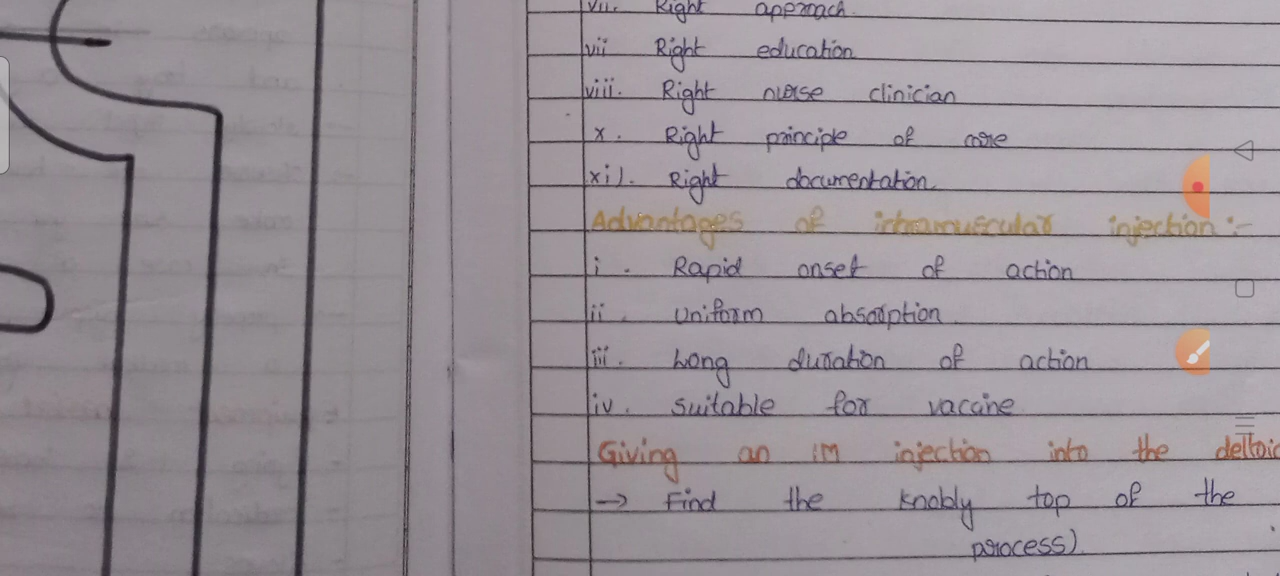 vii. Right approach.
vii Right education
viii. Right nurse clinician
x. Right principle of care
xi). Right documentation.
Advantages of intramuscular injection :-
i. Rapid onset of action
ii. Uniform absorption.
iii. Long duration of action
iv. Suitable for vaccine
Giving an IM injection into the deltoid
→ Find the knobly top of the
process)